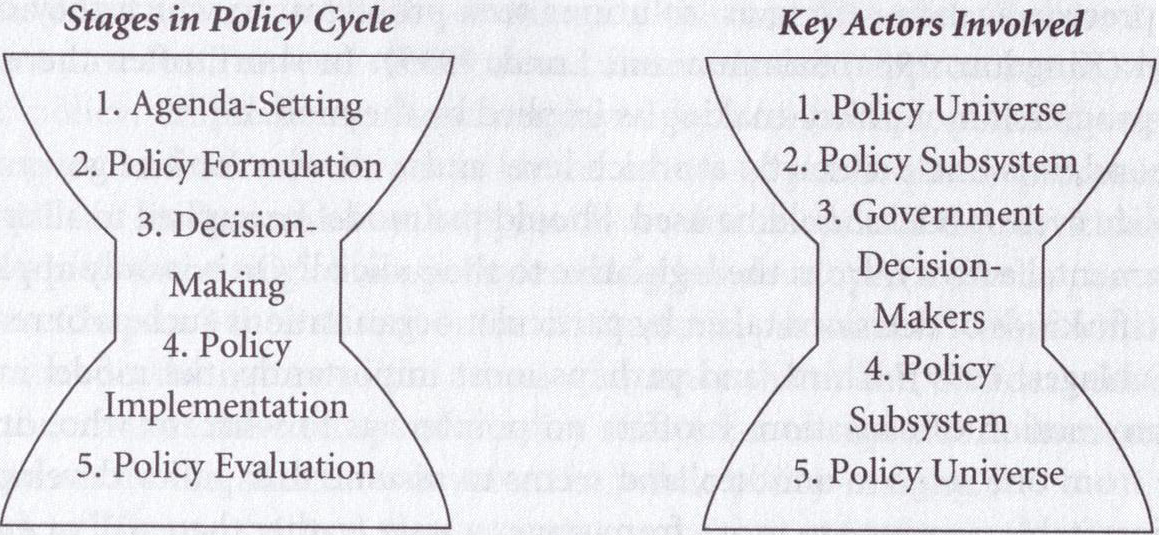 Stages in Policy Cycle
1. Agenda-Setting
2. Policy Formulation
3. Decision-
Making
4. Policy
Implementation
5. Policy Evaluation
Key Actors Involved
1. Policy Universe
2. Policy Subsystem
3. Government
Decision-
Makers
4. Policy
Subsystem
5. Policy Universe